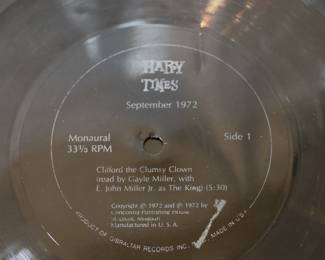 HAPPY
TIMES
September 1972
Monaural
33⅓ RPM
Side 1
Clifford the Clumsy Clown
(read by Gayle Miller, with
E. John Miller Jr. as The King) (5:30)
Copyright ℗ 1972 and © 1972 by
Concordia Publishing House
St. Louis, Missouri
Manufactured in U. S. A.
PRODUCT OF GIBRALTAR RECORDS INC. MADE IN U.S.A.